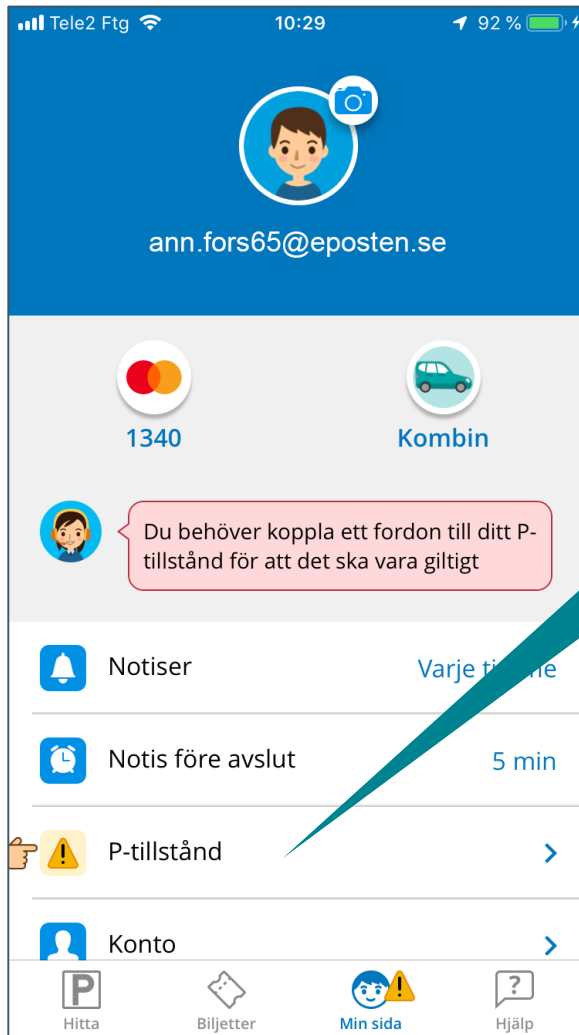 Tele2 Ftg 10:29 92 %
ann.fors65@eposten.se
1340 Kombin
Du behöver koppla ett fordon till ditt P-
tillstånd för att det ska vara giltigt
Notiser Varje
Notis före avslut 5 min
P-tillstånd
Konto
P
?
Hitta Biljetter Min sida Hjälp